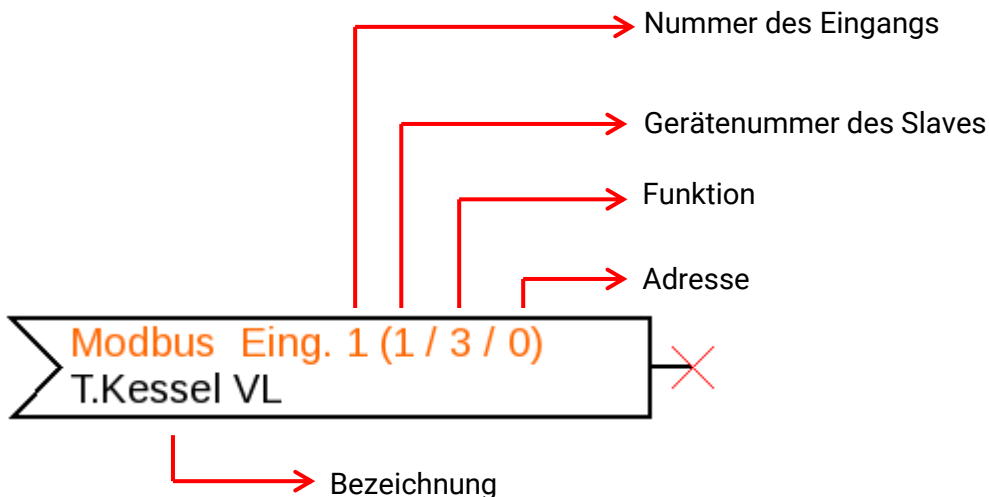 Nummer des Eingangs
Gerätenummer des Slaves
Funktion
Adresse
Modbus Eing. 1 (1 / 3 / 0)
T.Kessel VL
Bezeichnung